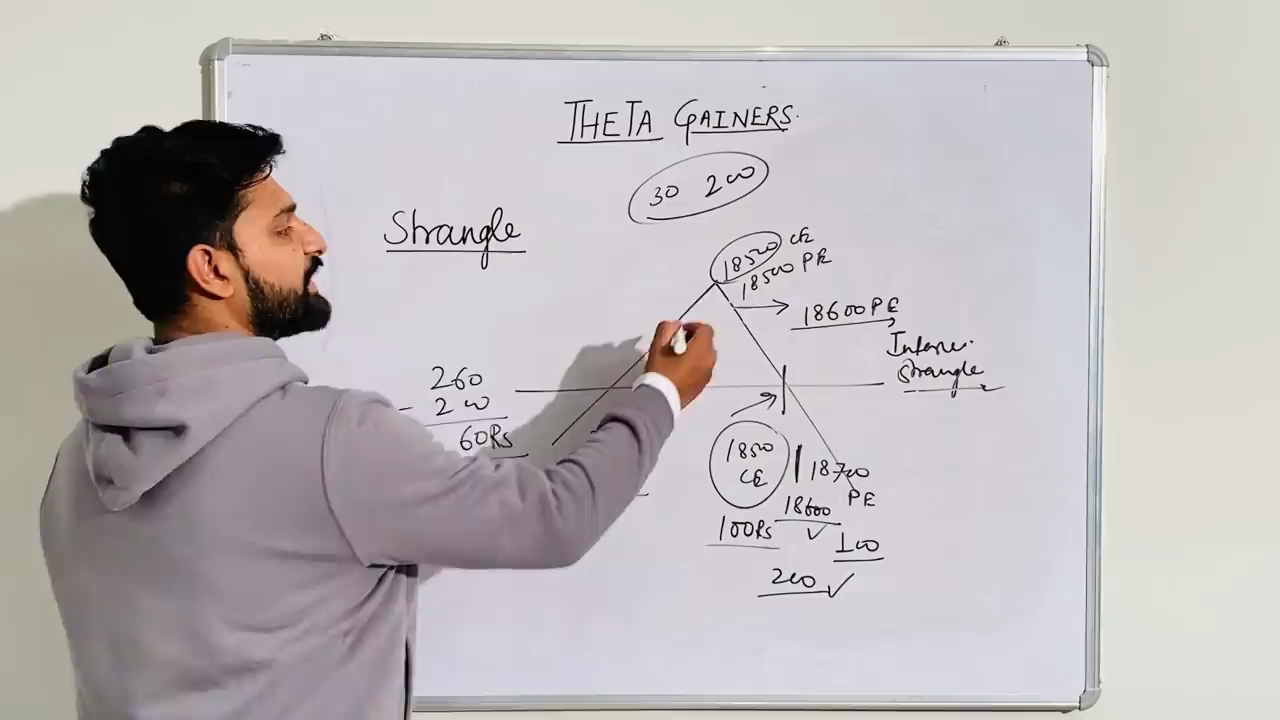 THETA GAINERS.
30 200
Strangle
18500 CE
18500 PE
18600 PE
Strangle
260
- 200
60Rs
1850
CE
18700
PE
18600
100Rs
100
200